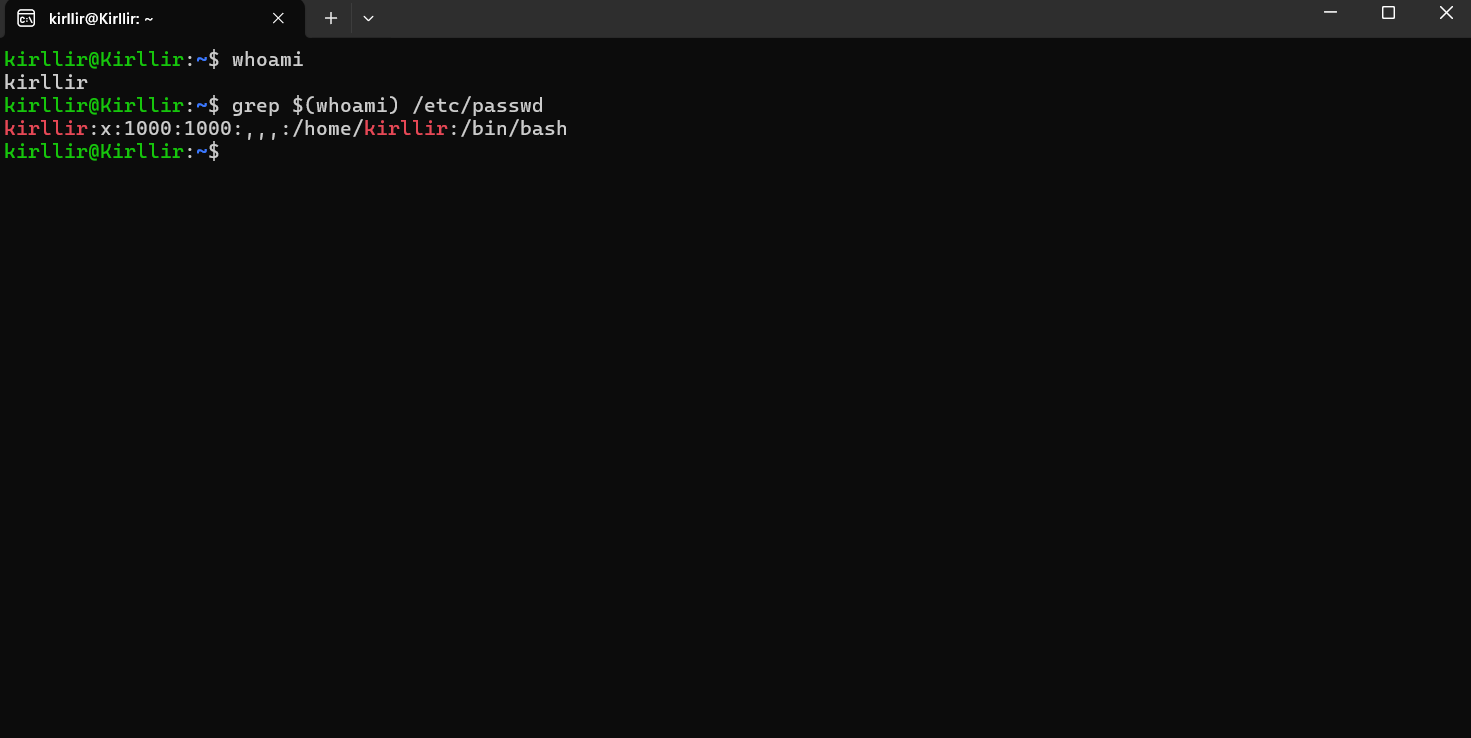 kirllir@Kirllir: ~
kirllir@Kirllir:~$ whoami
kirllir
kirllir@Kirllir:~$ grep $(whoami) /etc/passwd
kirllir:x:1000:1000:,,,:/home/kirllir:/bin/bash
kirllir@Kirllir:~$